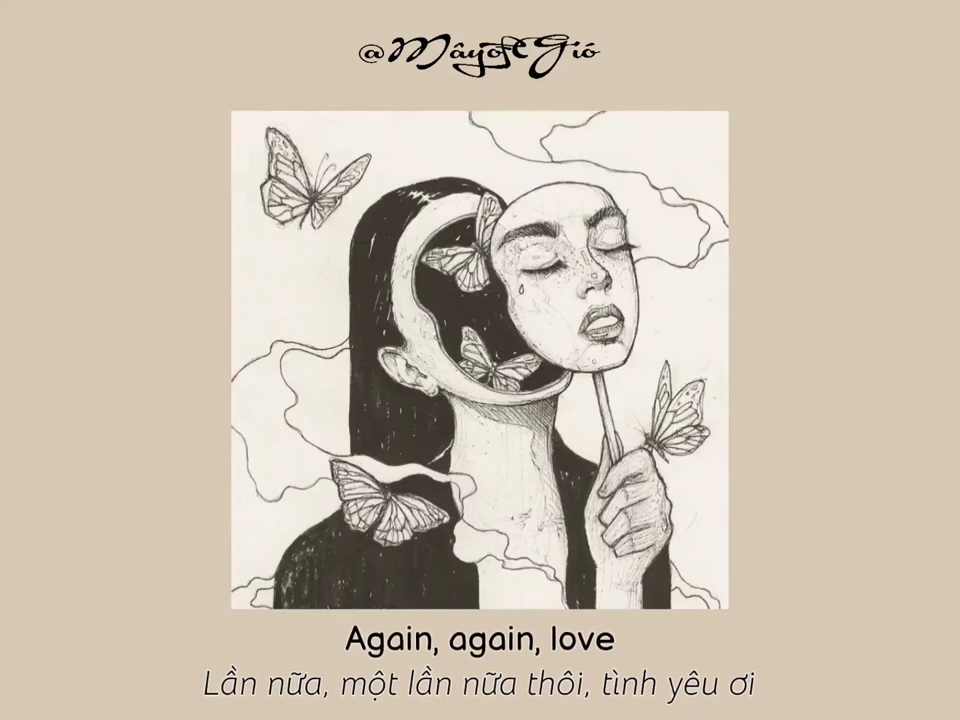 @MâyofGió
Again, again, love
Lần nữa, một lần nữa thôi, tình yêu ơi